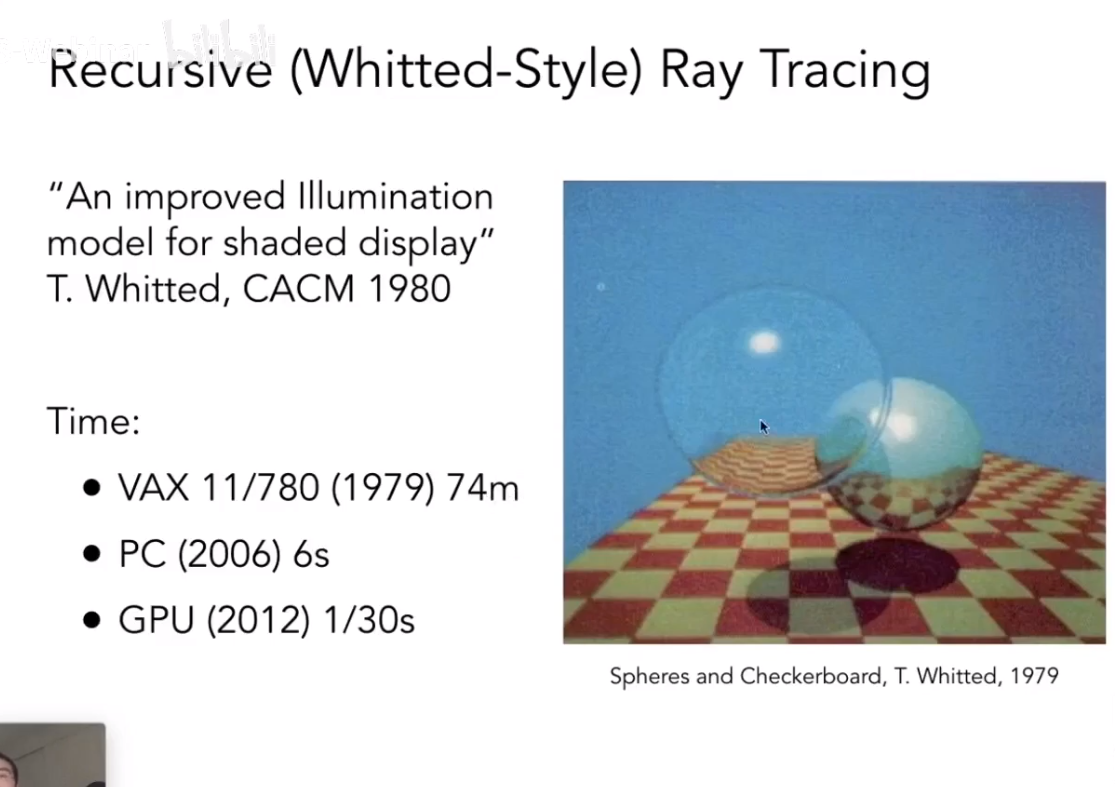 Recursive (Whitted-Style) Ray Tracing
“An improved Illumination
model for shaded display”
T. Whitted, CACM 1980
Time:
• VAX 11/780 (1979) 74m
• PC (2006) 6s
• GPU (2012) 1/30s
Spheres and Checkerboard, T. Whitted, 1979
bilibili